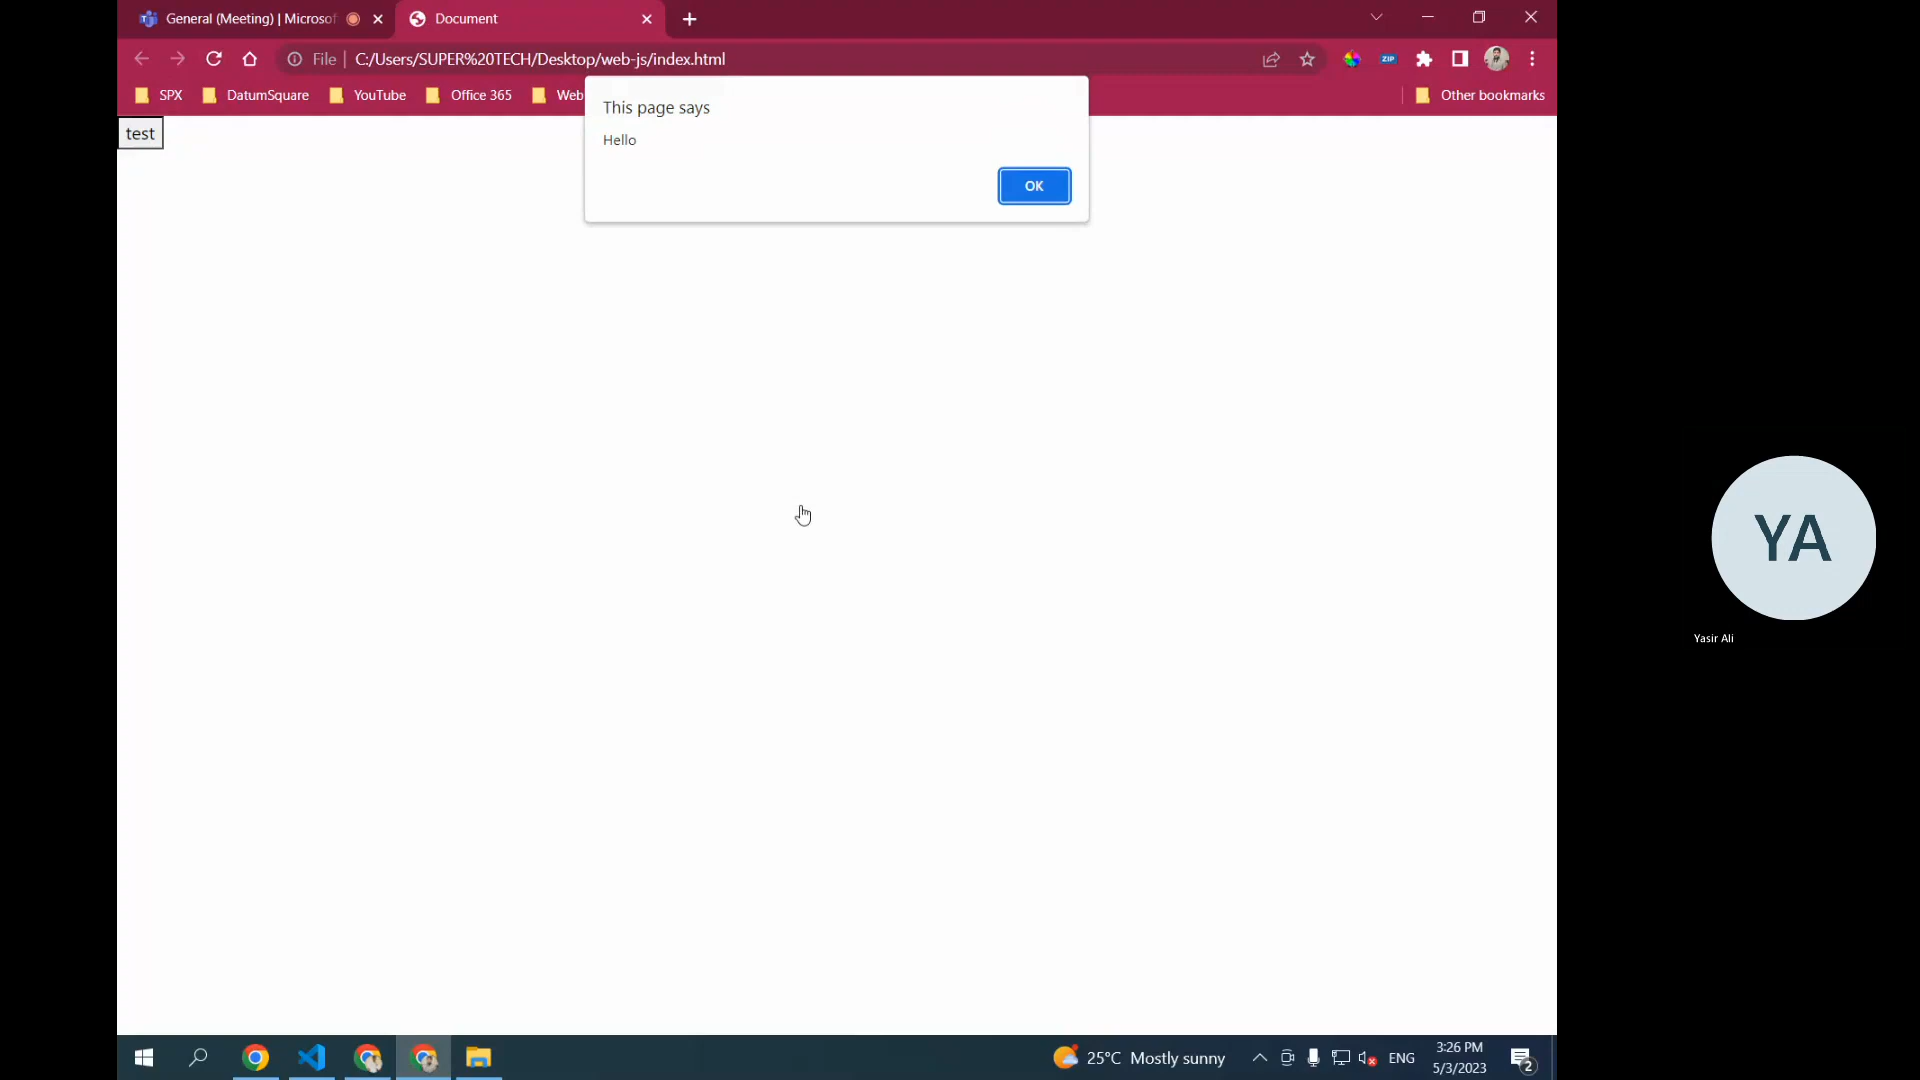 General (Meeting) | Microsof
Document
File
C:/Users/SUPER%20TECH/Desktop/web-js/index.html
ZIP
SPX
DatumSquare
YouTube
Office 365
Web
Other bookmarks
This page says
Hello
OK
test
YA
Yasir Ali
25°C Mostly sunny
ENG
3:26 PM
5/3/2023
2